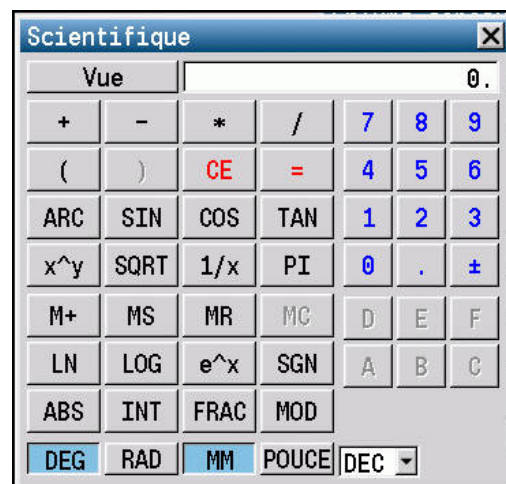 Scientifique
Vue 0.
+ - * / 7 8 9
( ) CE = 4 5 6
ARC SIN COS TAN 1 2 3
x^y SQRT 1/x PI 0 . ±
M+ MS MR MC D E F
LN LOG e^x SGN A B C
ABS INT FRAC MOD
DEG RAD MM POUCE DEC